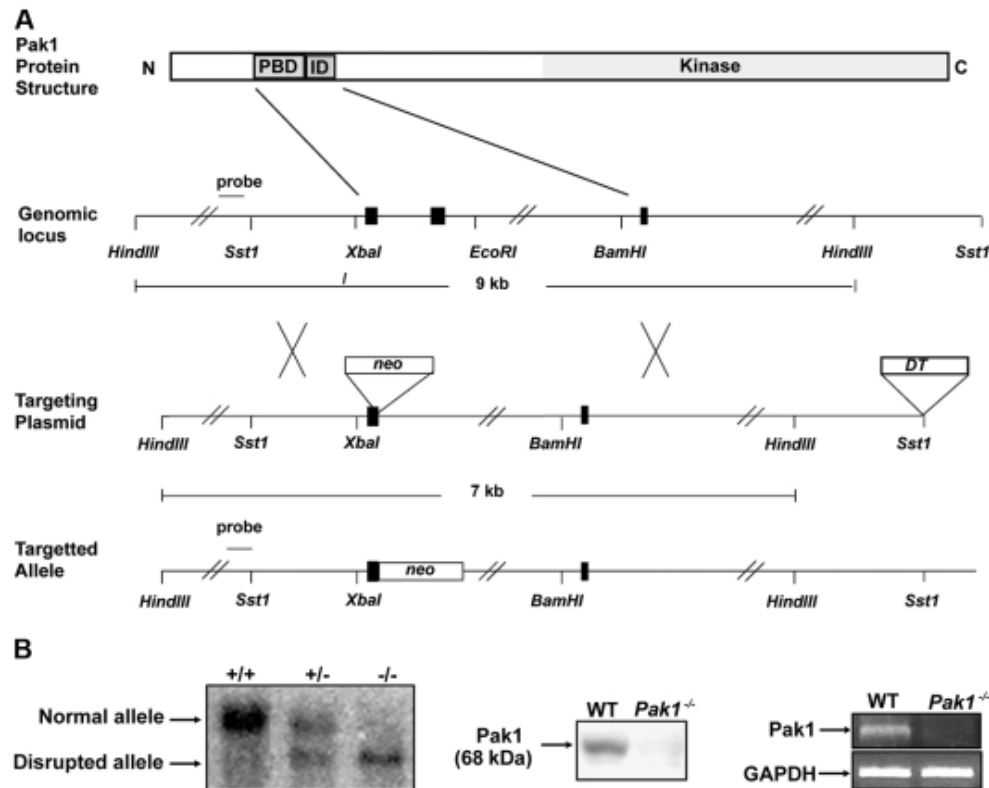 A
Pak1
Protein
Structure
N PBD ID Kinase C
probe
Genomic
locus
HindIII Sst1 XbaI EcoRI BamHI HindIII Sst1
I
9 kb
neo DT
Targeting
Plasmid
HindIII Sst1 XbaI BamHI HindIII Sst1
7 kb
probe
Targetted
Allele
neo
HindIII Sst1 XbaI BamHI HindIII Sst1
B
+/+ +/- -/-
Normal allele
Disrupted allele
WT Pak1-/-
Pak1
(68 kDa)
WT Pak1-/-
Pak1
GAPDH